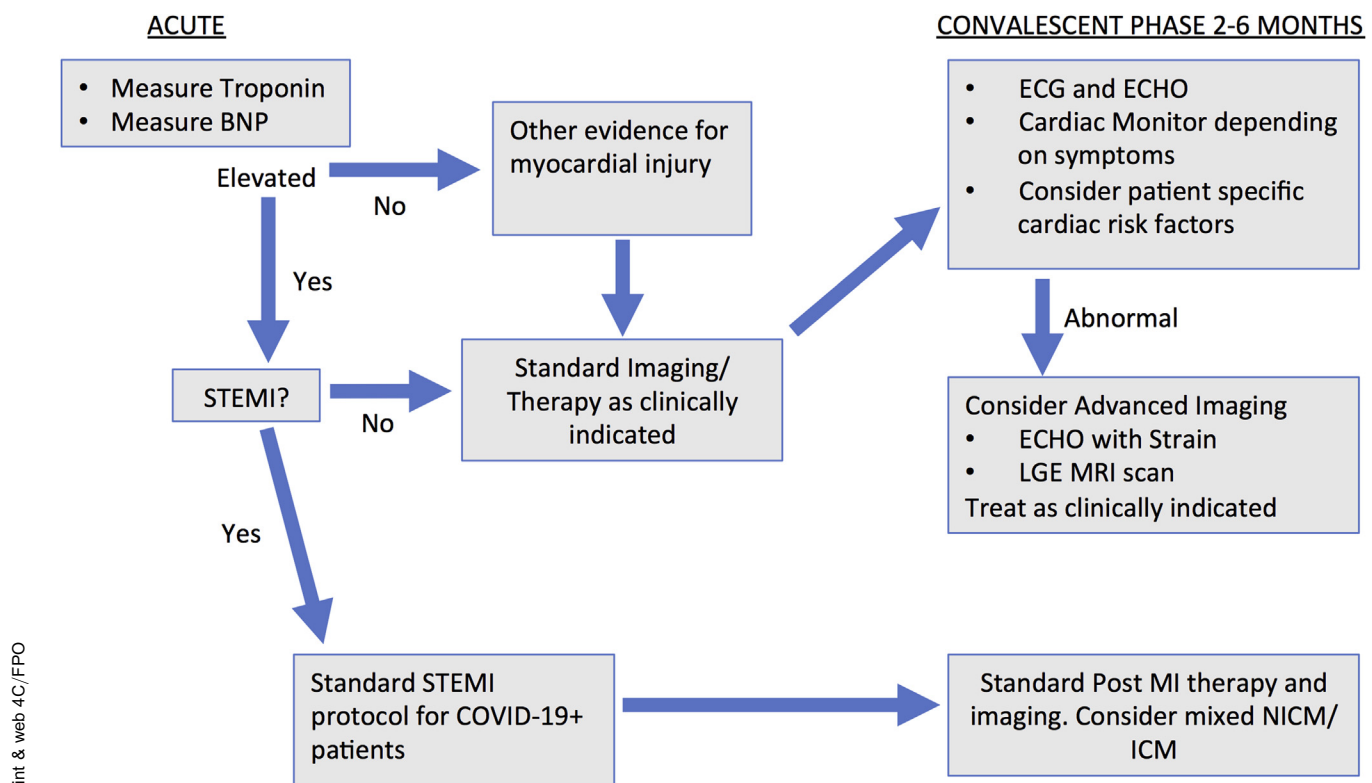 ACUTE
• Measure Troponin
• Measure BNP
Elevated
No
Yes
Other evidence for
myocardial injury
STEMI?
No
Yes
Standard Imaging/
Therapy as clinically
indicated
Standard STEMI
protocol for COVID-19+
patients
CONVALESCENT PHASE 2-6 MONTHS
• ECG and ECHO
• Cardiac Monitor depending
on symptoms
• Consider patient specific
cardiac risk factors
Abnormal
Consider Advanced Imaging
• ECHO with Strain
• LGE MRI scan
Treat as clinically indicated
Standard Post MI therapy and
imaging. Consider mixed NICM/
ICM
int & web 4C/FPO